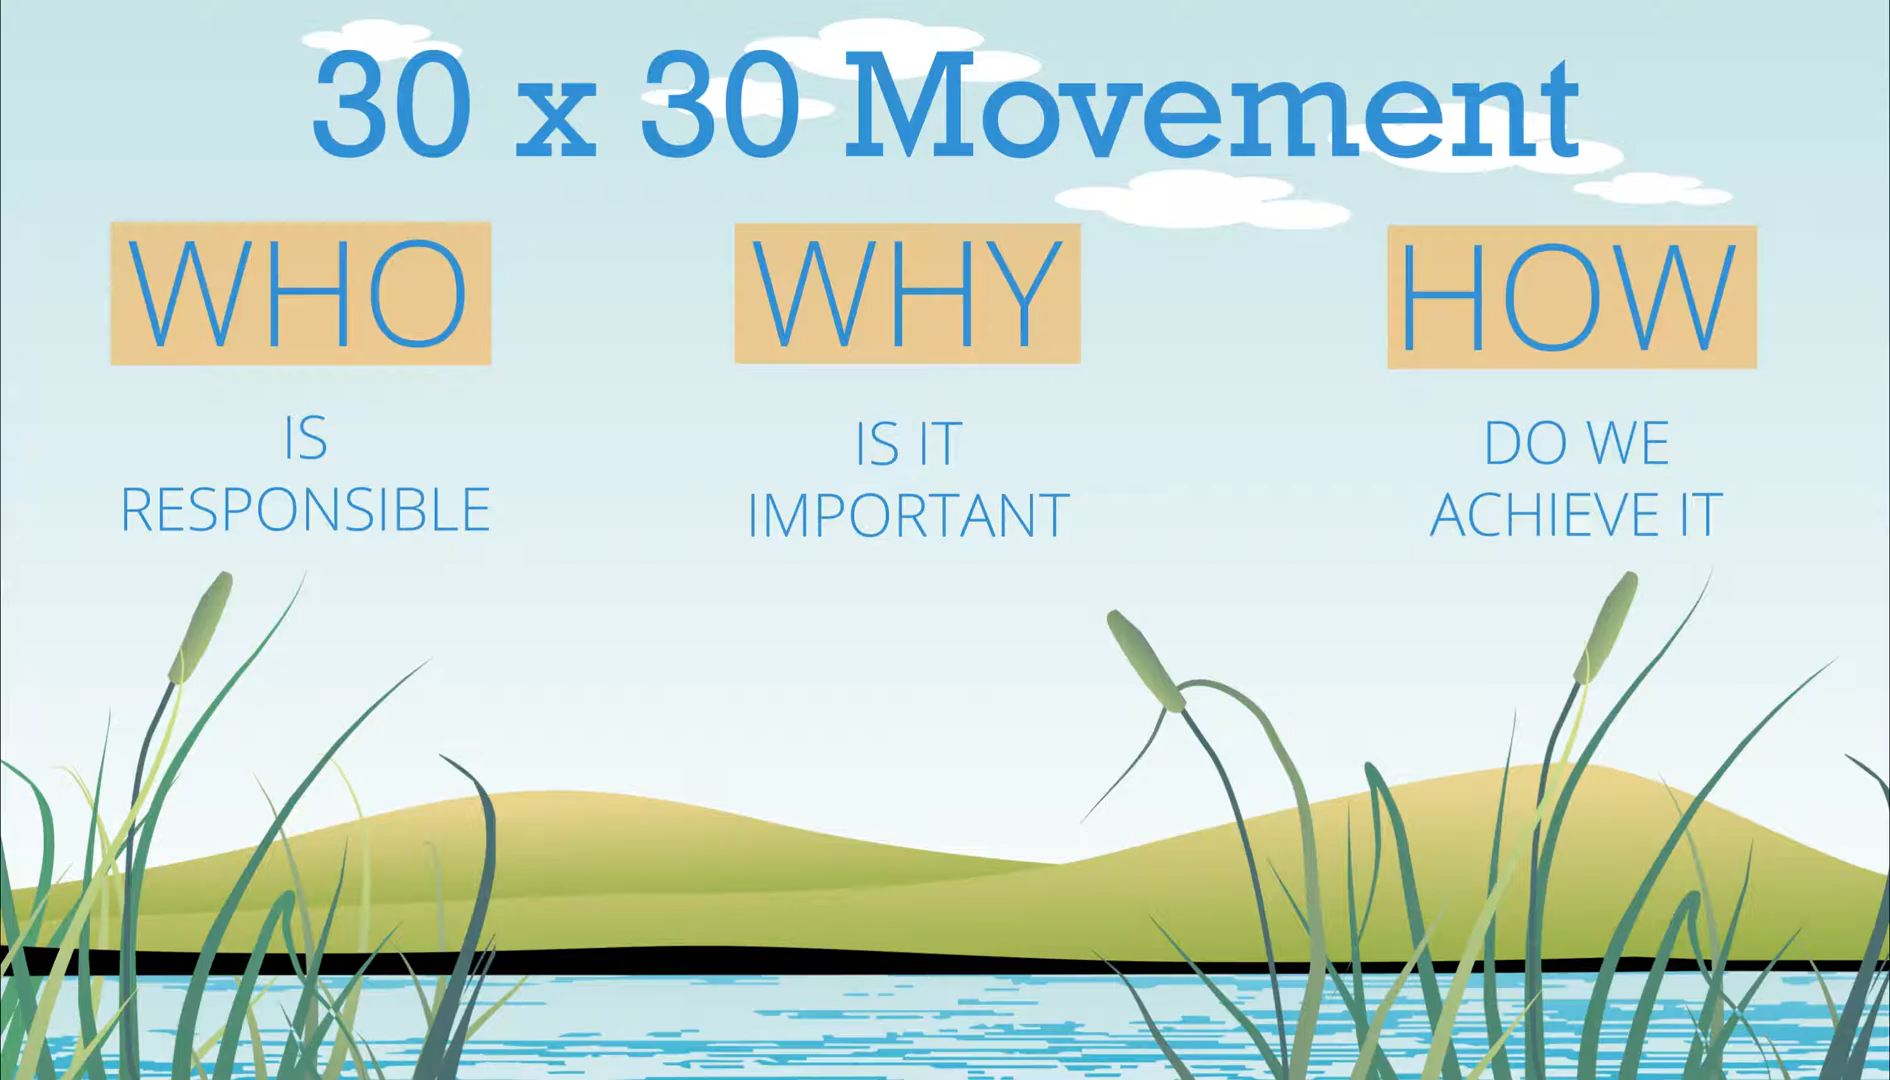 30 x 30 Movement
WHO
IS
RESPONSIBLE
WHY
IS IT
IMPORTANT
HOW
DO WE
ACHIEVE IT